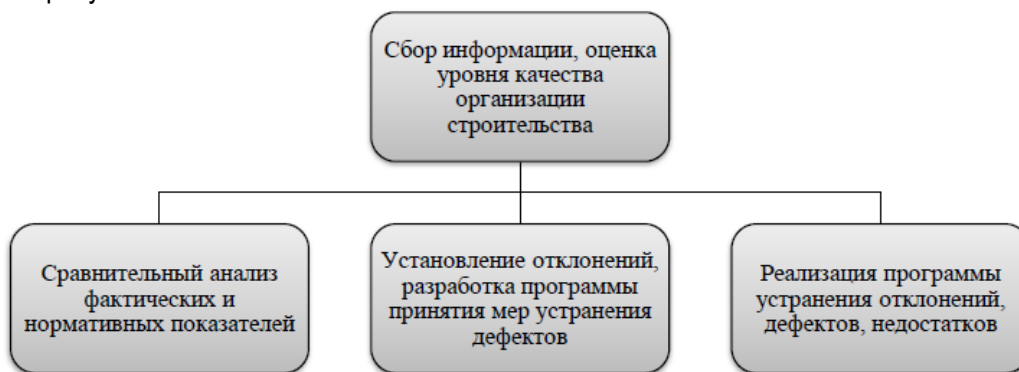 Сбор информации, оценка
уровня качества
организации
строительства
Сравнительный анализ
фактических и
нормативных показателей
Установление отклонений,
разработка программы
принятия мер устранения
дефектов
Реализация программы
устранения отклонений,
дефектов, недостатков